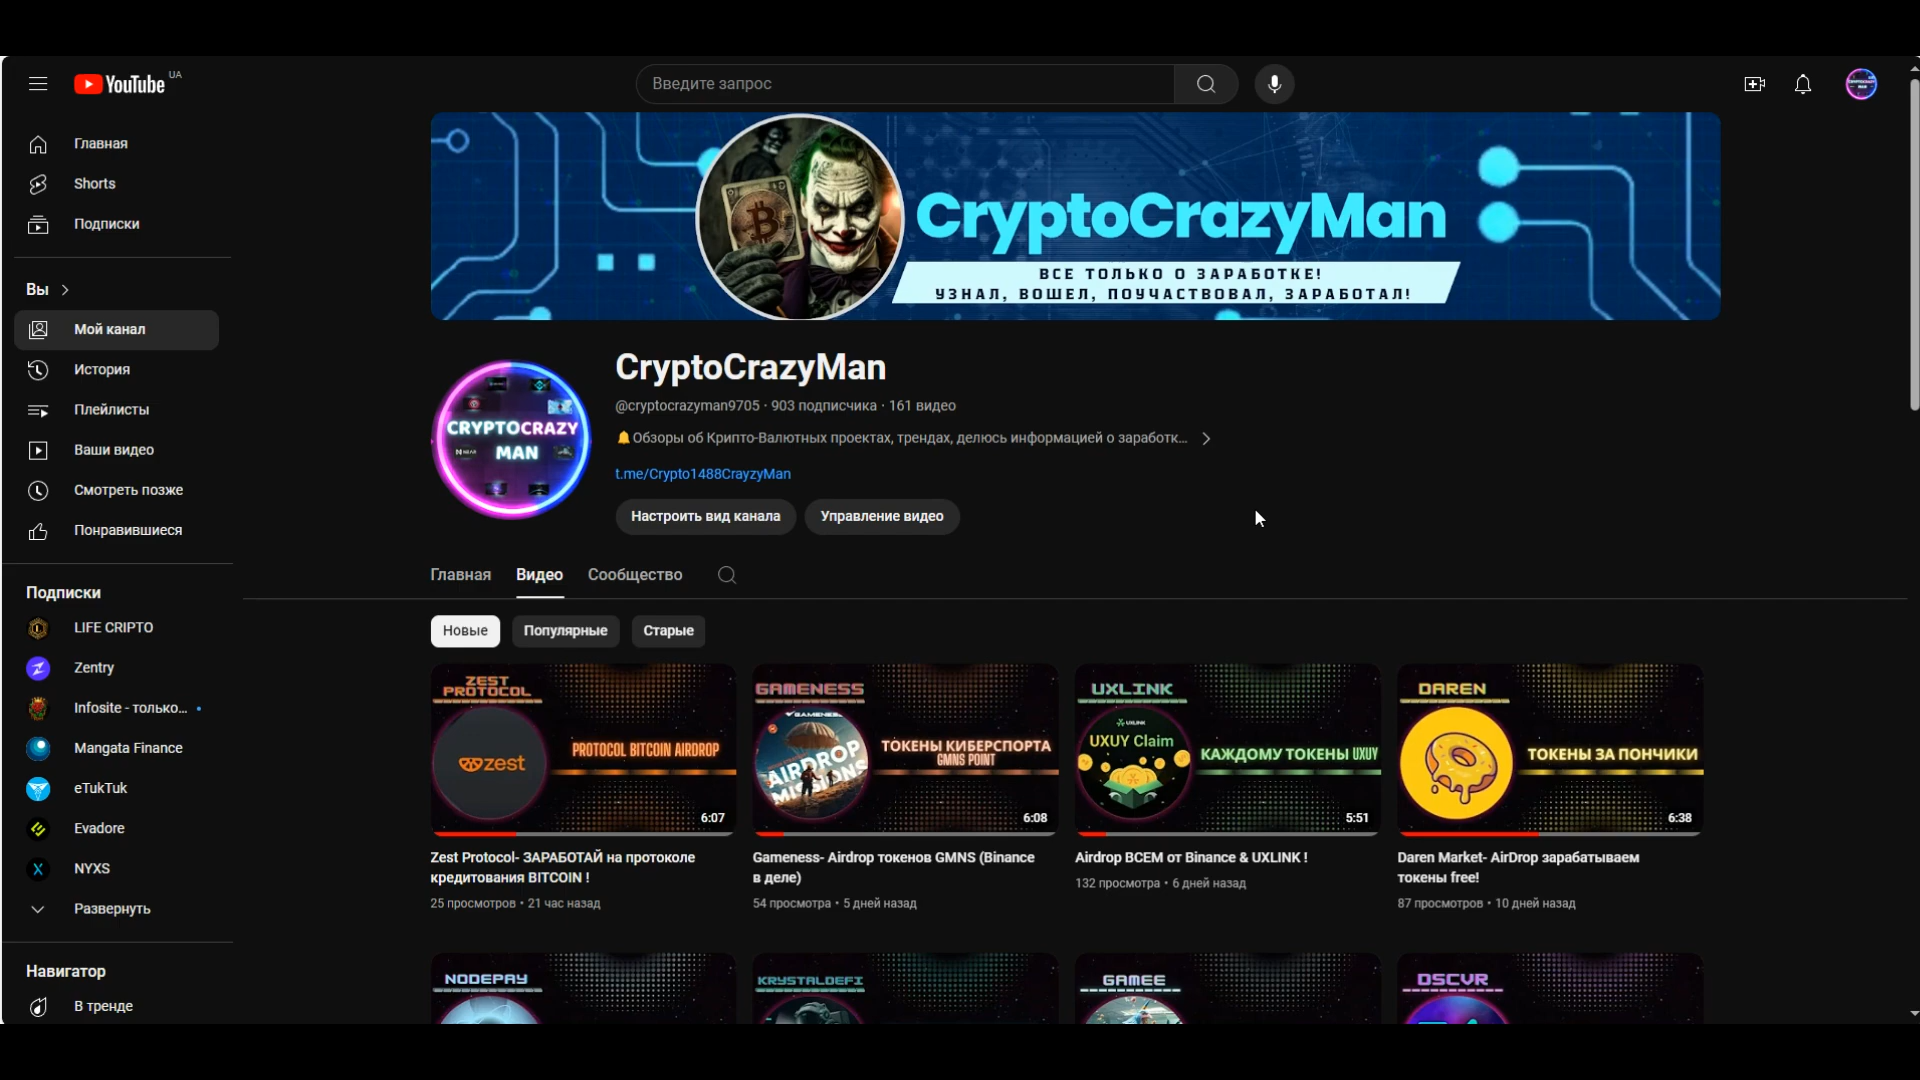 YouTube UA
Введите запрос
Главная
Shorts
Подписки
Вы
Мой канал
История
Плейлисты
Ваши видео
Смотреть позже
Понравившиеся
Подписки
LIFE CRIPTO
Zentry
Infosite - только...
Mangata Finance
eTukTuk
Evadore
NYXS
Развернуть
Навигатор
В тренде
CryptoCrazyMan
ВСЕ ТОЛЬКО О ЗАРАБОТКЕ!
УЗНАЛ, ВОШЕЛ, ПОУЧАСТВОВАЛ, ЗАРАБОТАЛ!
CRYPTOCRAZY
MAN
CryptoCrazyMan
@cryptocrazyman9705 · 903 подписчика · 161 видео
Обзоры об Крипто-Валютных проектах, трендах, делюсь информацией о заработк...
t.me/Crypto1488CrayzyMan
Настроить вид канала Управление видео
Главная Видео Сообщество
Новые Популярные Старые
ZEST
PROTOCOL
zest
PROTOCOL BITCOIN AIRDROP
6:07
Zest Protocol- ЗАРАБОТАЙ на протоколе
кредитования BITCOIN !
25 просмотров • 21 час назад
GAMENESS
GAMENESS
AIRDROP
MISSIONS
ТОКЕНЫ КИБЕРСПОРТА
GMNS POINT
6:08
Gameness- Airdrop токенов GMNS (Binance
в деле)
54 просмотра • 5 дней назад
UXLINK
UXLINK
UXUY Claim
КАЖДОМУ ТОКЕНЫ UXUY
5:51
Airdrop ВСЕМ от Binance & UXLINK !
132 просмотра • 6 дней назад
DAREN
ТОКЕНЫ ЗА ПОНЧИКИ
6:38
Daren Market- AirDrop зарабатываем
токены free!
87 просмотров • 10 дней назад
NODEPAY
KRYSTALDEFI
GAMEE
DSCVR